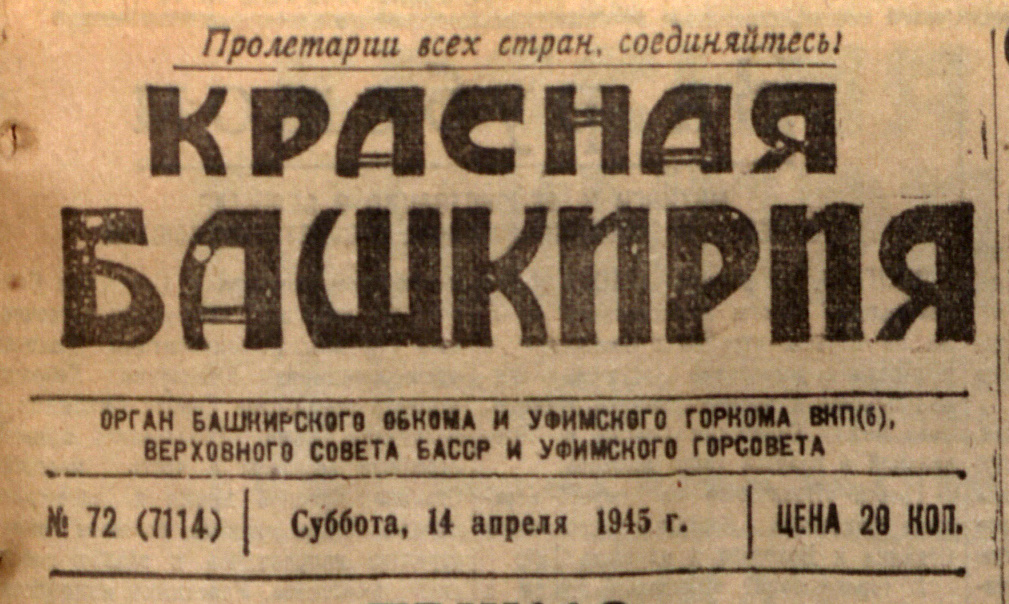 Пролетарии всех стран, соединяйтесь!
КРАСНАЯ
БАШКИРИЯ
ОРГАН БАШКИРСКОГО ОБКОМА И УФИМСКОГО ГОРКОМА ВКП(б),
ВЕРХОВНОГО СОВЕТА БАССР И УФИМСКОГО ГОРСОВЕТА
№ 72 (7114) Суббота, 14 апреля 1945 г. ЦЕНА 20 КОП.